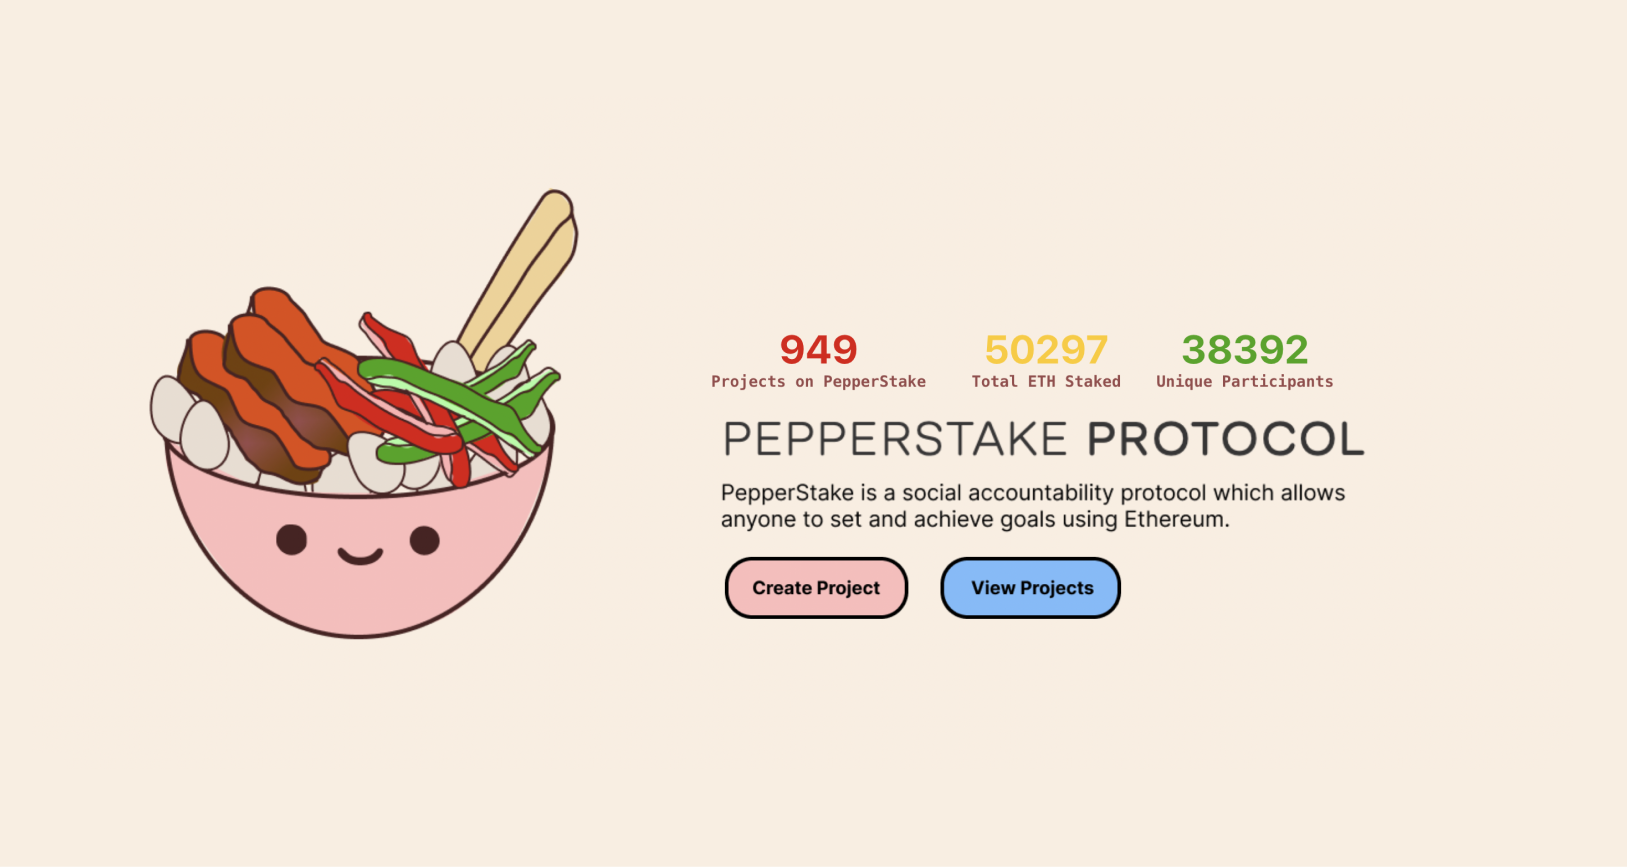 949 50297 38392
Projects on PepperStake Total ETH Staked Unique Participants
PEPPERSTAKE PROTOCOL
PepperStake is a social accountability protocol which allows
anyone to set and achieve goals using Ethereum.
Create Project View Projects